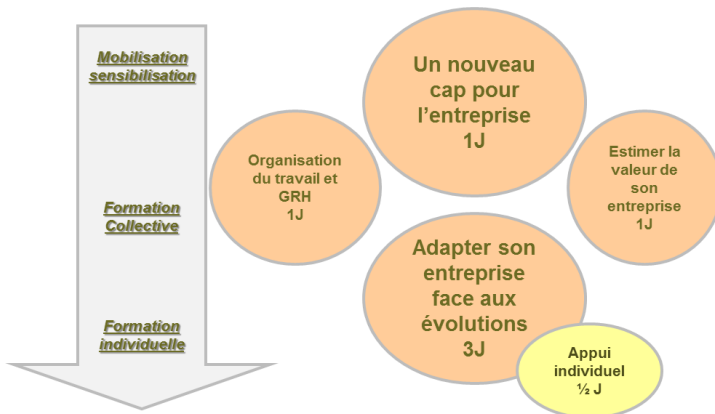 Mobilisation
sensibilisation
Un nouveau
cap pour
l'entreprise
1J
Organisation
du travail et
GRH
1J
Estimer la
valeur de
son
entreprise
1J
Formation
Collective
Adapter son
entreprise
face aux
évolutions
3J
Formation
individuelle
Appui
individuel
½ J